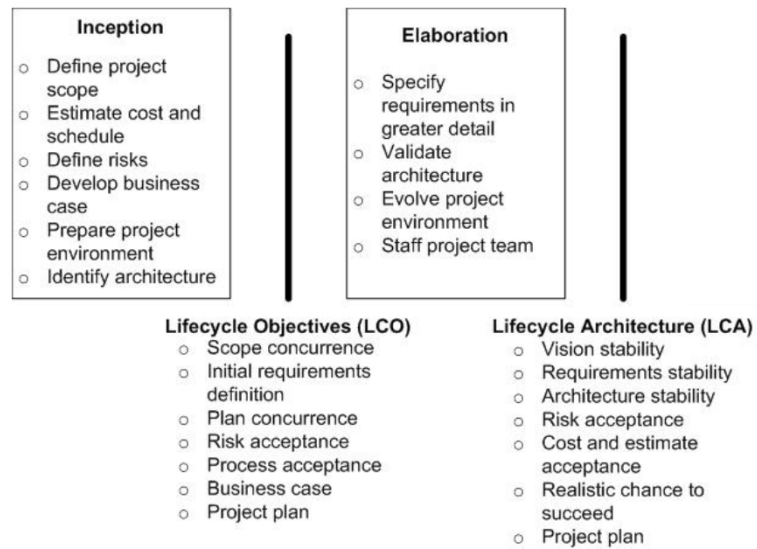 Inception
○ Define project
scope
○ Estimate cost and
schedule
○ Define risks
○ Develop business
case
○ Prepare project
environment
○ Identify architecture
Elaboration
○ Specify
requirements in
greater detail
○ Validate
architecture
○ Evolve project
environment
○ Staff project team
Lifecycle Objectives (LCO)
○ Scope concurrence
○ Initial requirements
definition
○ Plan concurrence
○ Risk acceptance
○ Process acceptance
○ Business case
○ Project plan
Lifecycle Architecture (LCA)
○ Vision stability
○ Requirements stability
○ Architecture stability
○ Risk acceptance
○ Cost and estimate
acceptance
○ Realistic chance to
succeed
○ Project plan